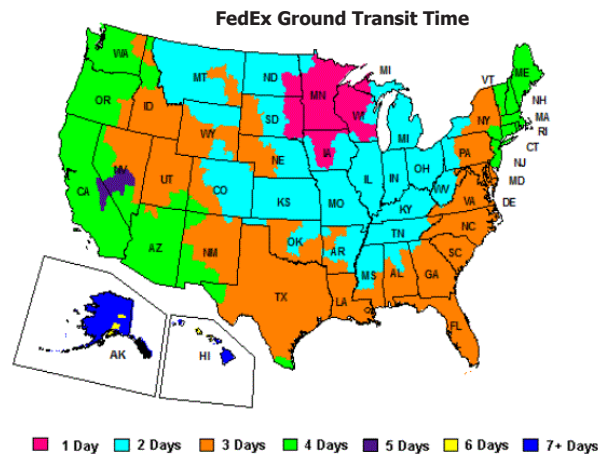 FedEx Ground Transit Time
WA
MT
ND
MN
MI
VT
ME
OR
ID
SD
WI
NY
NH
MA
WY
MI
RI
CT
NV
NE
IA
PA
NJ
UT
CO
IL
IN
OH
MD
CA
KS
MO
WV
VA
DE
KY
AZ
NM
OK
AR
TN
NC
SC
MS
AL
GA
TX
LA
FL
AK
HI
1 Day 2 Days 3 Days 4 Days 5 Days 6 Days 7+ Days